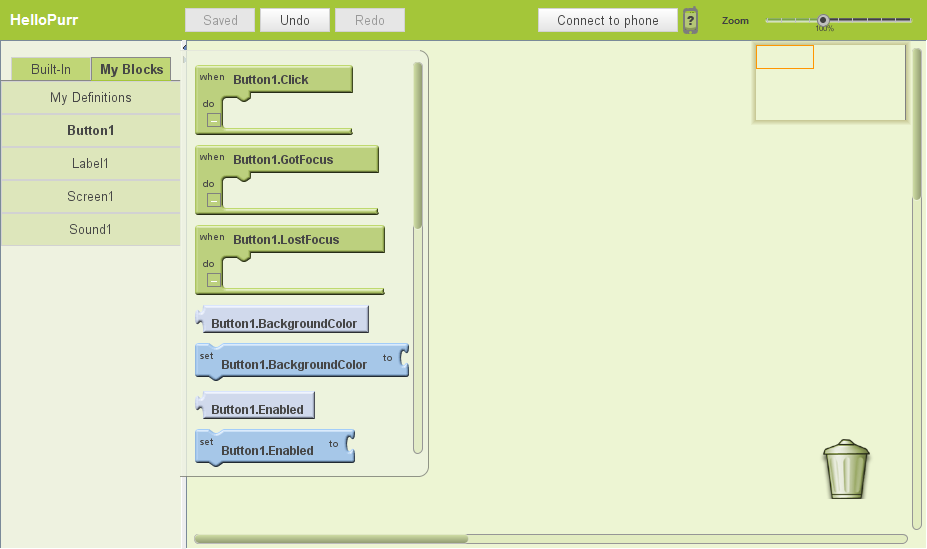 HelloPurr
Saved
Undo
Redo
Connect to phone
?
Zoom
100%
Built-In
My Blocks
My Definitions
Button1
Label1
Screen1
Sound1
when Button1.Click
do
when Button1.GotFocus
do
when Button1.LostFocus
do
Button1.BackgroundColor
set Button1.BackgroundColor to
Button1.Enabled
set Button1.Enabled to